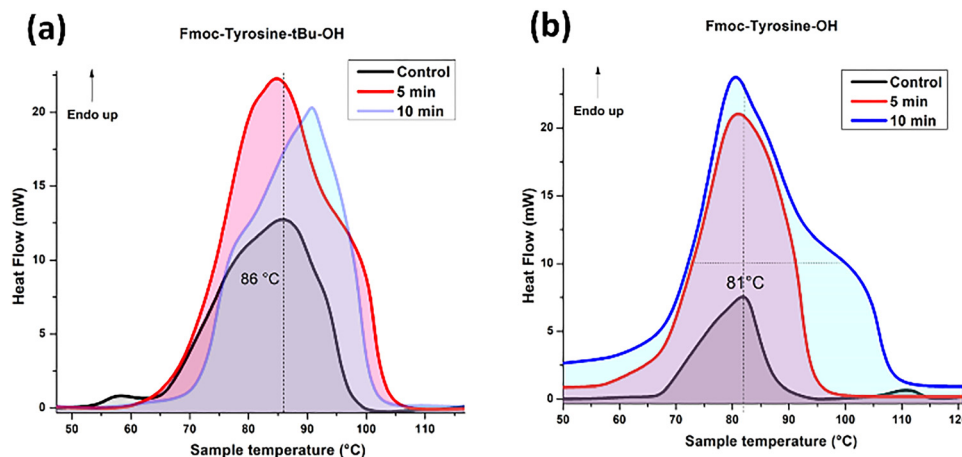 (a)
Fmoc-Tyrosine-tBu-OH
Endo up
Control
5 min
10 min
86 °C
Heat Flow (mW)
20
15
10
5
0
50 60 70 80 90 100 110
Sample temperature (°C)
(b)
Fmoc-Tyrosine-OH
Endo up
Control
5 min
10 min
81°C
Heat Flow (mW)
20
15
10
5
0
50 60 70 80 90 100 110 120
Sample temperature (°C)